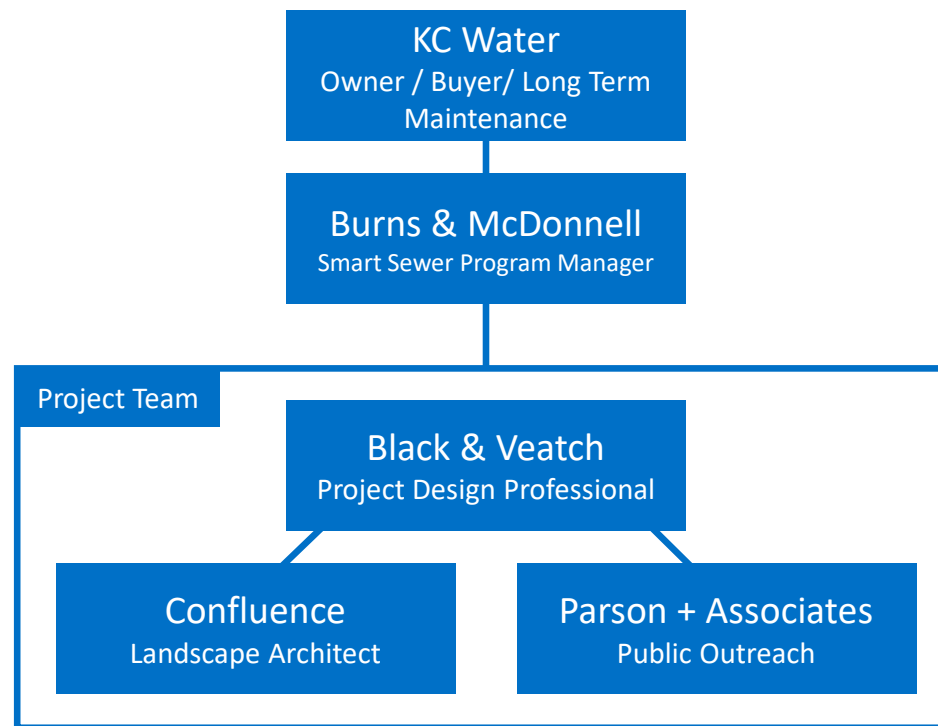 KC Water
Owner / Buyer/ Long Term
Maintenance
Burns & McDonnell
Smart Sewer Program Manager
Project Team
Black & Veatch
Project Design Professional
Confluence
Landscape Architect
Parson + Associates
Public Outreach